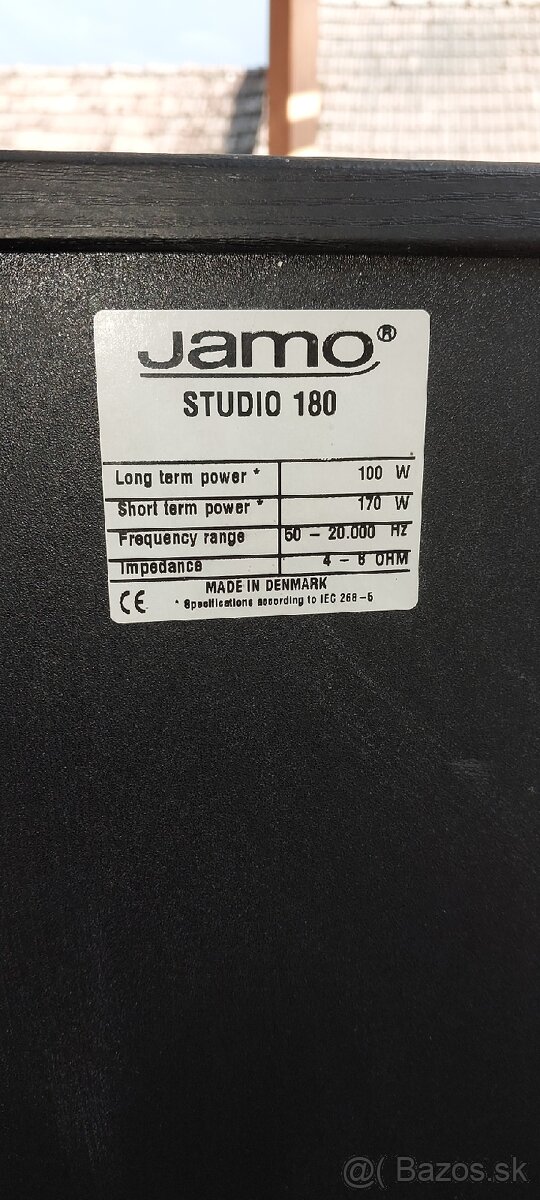 Jamo®
STUDIO 180
Long term power * 100 W
Short term power * 170 W
Frequency range 50 - 20.000 Hz
Impedance 4 - 8 OHM
MADE IN DENMARK
CE * Specifications according to IEC 268-5
@( Bazos.sk